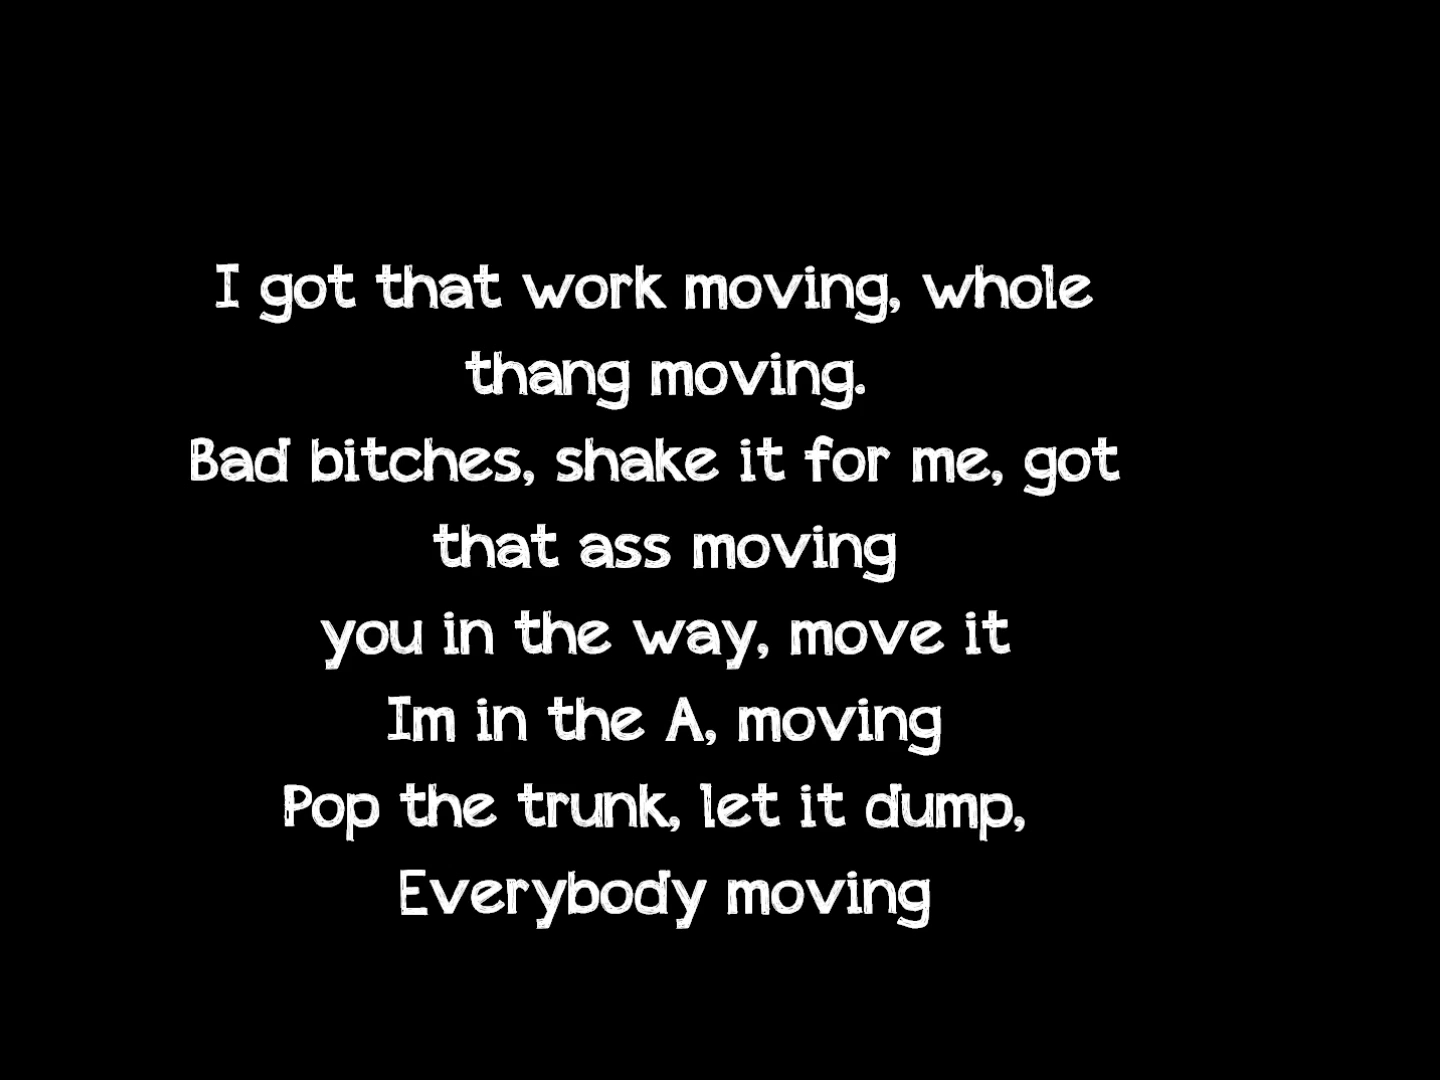 I got that work moving, whole
thang moving.
Bad bitches, shake it for me, got
that ass moving
you in the way, move it
Im in the A, moving
Pop the trunk, let it dump,
Everybody moving